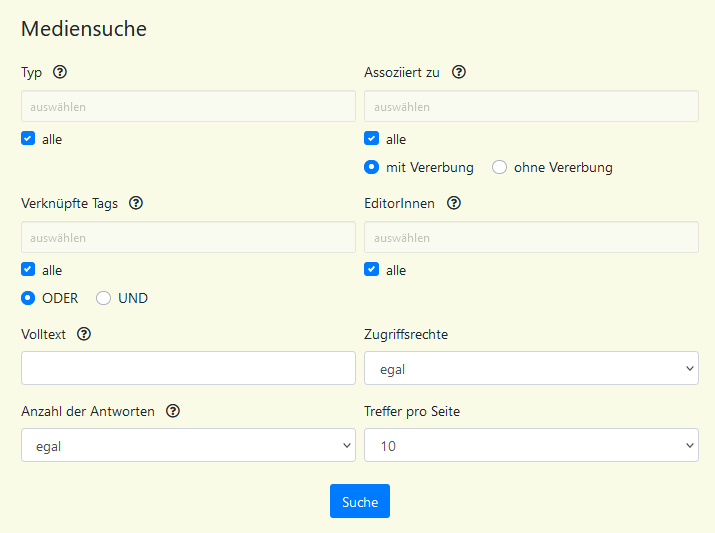 Mediensuche
Typ ?
Assoziiert zu ?
auswählen
auswählen
alle
alle
mit Vererbung
ohne Vererbung
Verknüpfte Tags ?
EditorInnen ?
auswählen
auswählen
alle
alle
ODER
UND
Volltext ?
Zugriffsrechte
egal
Anzahl der Antworten ?
Treffer pro Seite
egal
10
Suche